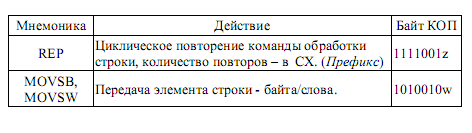 Мнемоника Действие Байт КОП
REP Циклическое повторение команды обработки строки, количество повторов – в CX. (Префикс) 1111001z
MOVSB, MOVSW Передача элемента строки - байта/слова. 1010010w